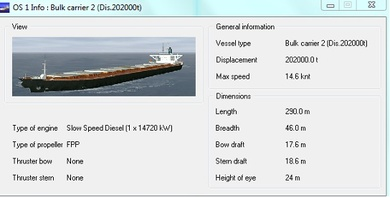 OS 1 Info : Bulk carrier 2 (Dis.202000t)
View
General information
Vessel type Bulk carrier 2 (Dis.202000t)
Displacement 202000.0 t
Max speed 14.6 knt
Dimensions
Length 290.0 m
Breadth 46.0 m
Bow draft 17.6 m
Stern draft 18.6 m
Height of eye 24 m
Type of engine Slow Speed Diesel (1 x 14720 kW)
Type of propeller FPP
Thruster bow None
Thruster stern None